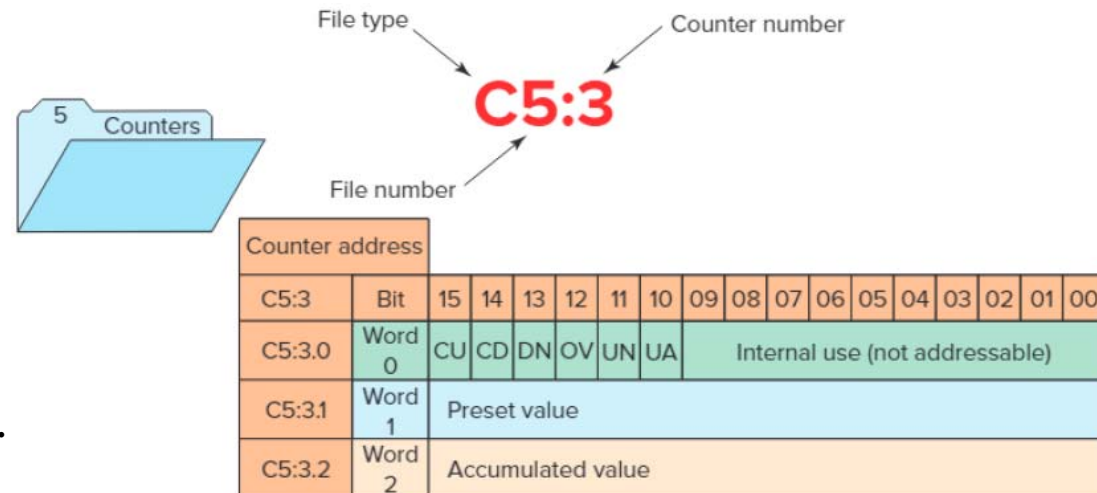 File type
Counter number
C5:3
5
Counters
File number
Counter address
C5:3 Bit 15 14 13 12 11 10 09 08 07 06 05 04 03 02 01 00
C5:3.0 Word 0 CU CD DN OV UN UA Internal use (not addressable)
C5:3.1 Word 1 Preset value
C5:3.2 Word 2 Accumulated value